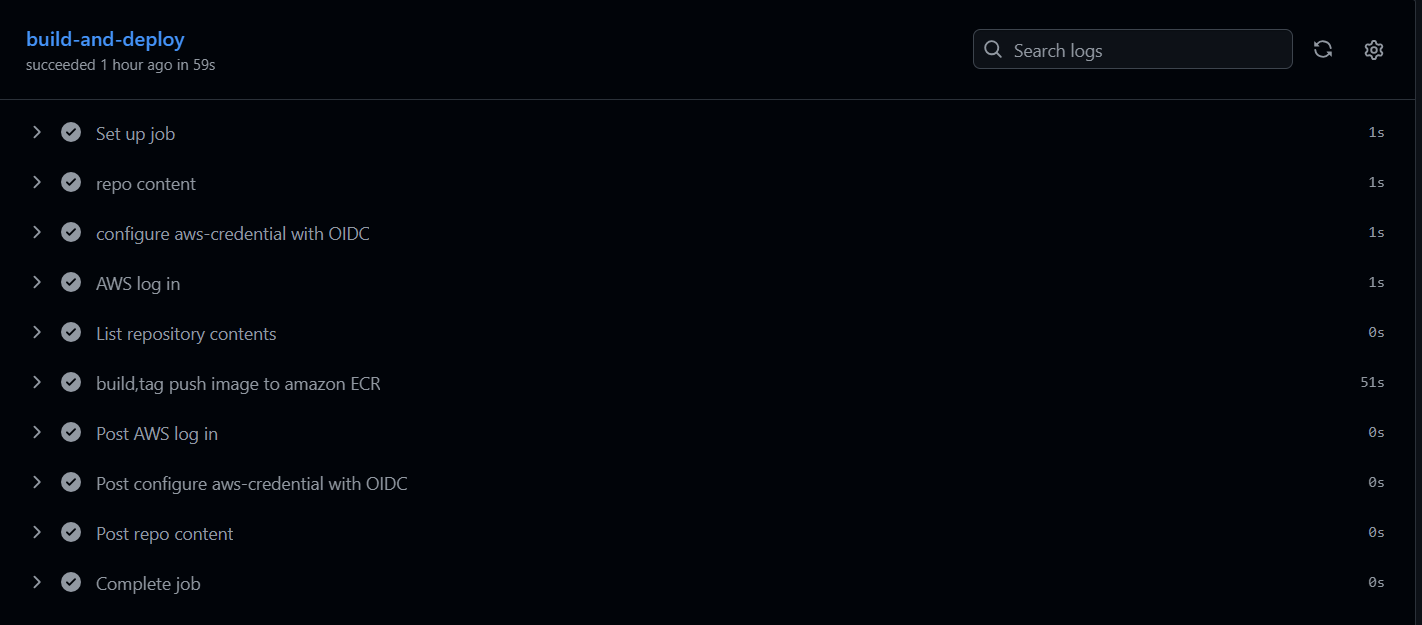 build-and-deploy
succeeded 1 hour ago in 59s
Search logs
Set up job 1s
repo content 1s
configure aws-credential with OIDC 1s
AWS log in 1s
List repository contents 0s
build,tag push image to amazon ECR 51s
Post AWS log in 0s
Post configure aws-credential with OIDC 0s
Post repo content 0s
Complete job 0s